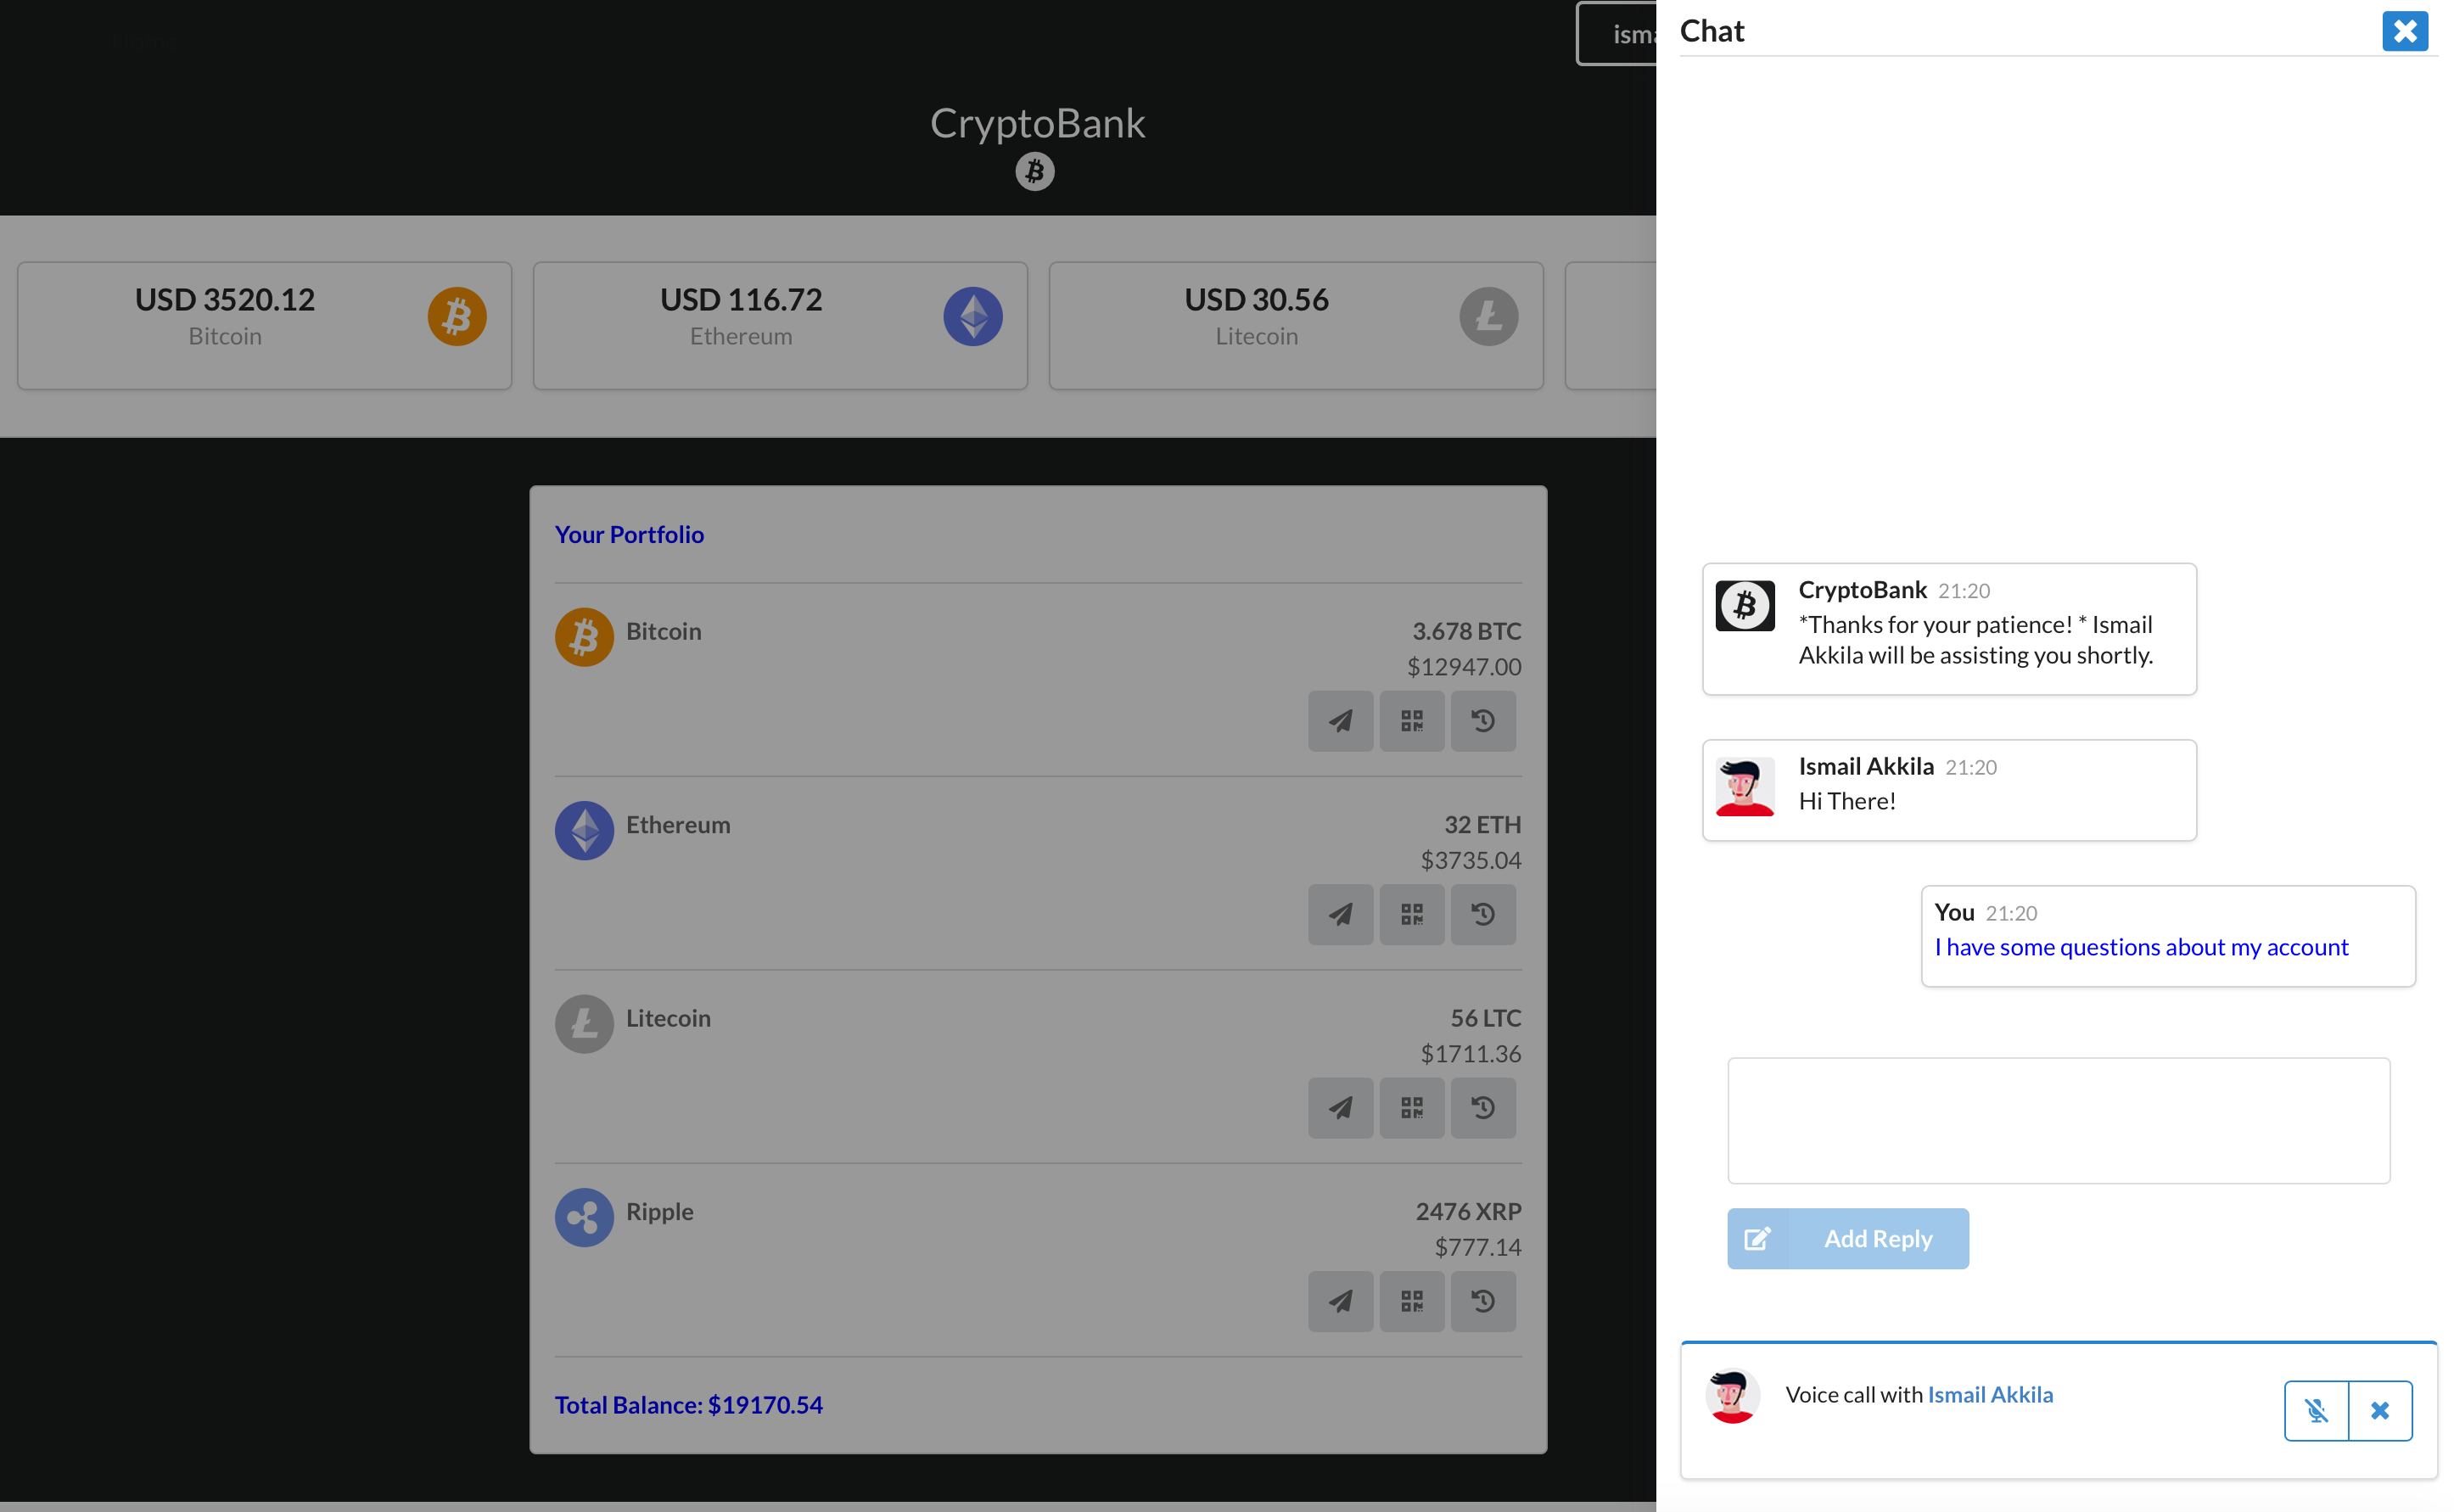 Home
isma
CryptoBank
USD 3520.12
Bitcoin
USD 116.72
Ethereum
USD 30.56
Litecoin
Your Portfolio
Bitcoin
3.678 BTC
$12947.00
Ethereum
32 ETH
$3735.04
Litecoin
56 LTC
$1711.36
Ripple
2476 XRP
$777.14
Total Balance: $19170.54
Chat
CryptoBank 21:20
*Thanks for your patience! * Ismail
Akkila will be assisting you shortly.
Ismail Akkila 21:20
Hi There!
You 21:20
I have some questions about my account
Add Reply
Voice call with Ismail Akkila